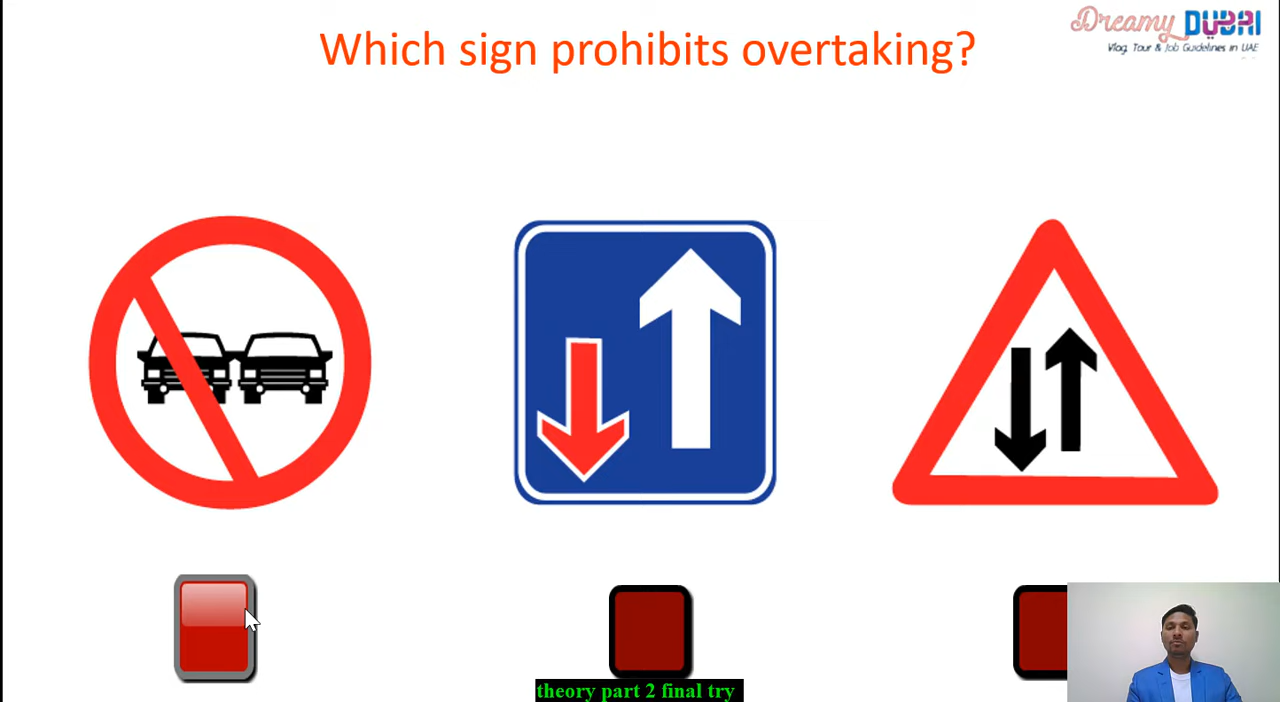 Which sign prohibits overtaking?
Dreamy DUBAI
Vlog, Tour & Job Guidelines in UAE
theory part 2 final try